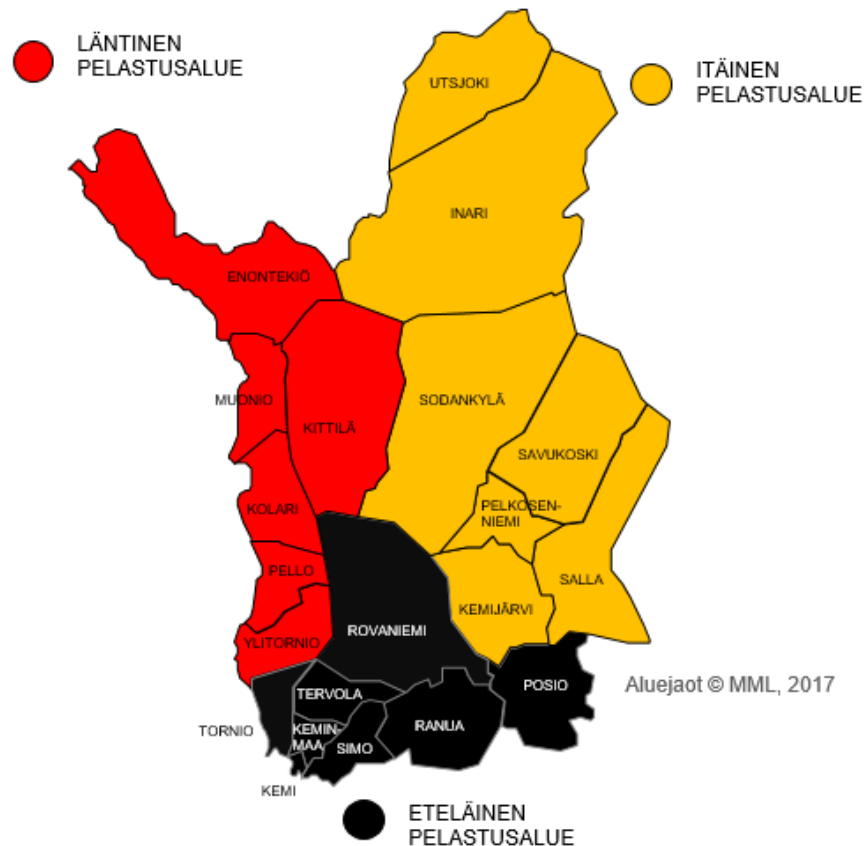 LÄNTINEN
PELASTUSALUE
ITÄINEN
PELASTUSALUE
UTSJOKI
INARI
ENONTEKIÖ
MUONIO
KITTILÄ
SODANKYLÄ
SAVUKOSKI
KOLARI
PELKOSEN-
NIEMI
PELLO
SALLA
KEMIJÄRVI
ROVANIEMI
YLITORNIO
POSIO
Aluejaot © MML, 2017
TERVOLA
RANUA
TORNIO
KEMIN-
MAA
SIMO
KEMI
ETELÄINEN
PELASTUSALUE